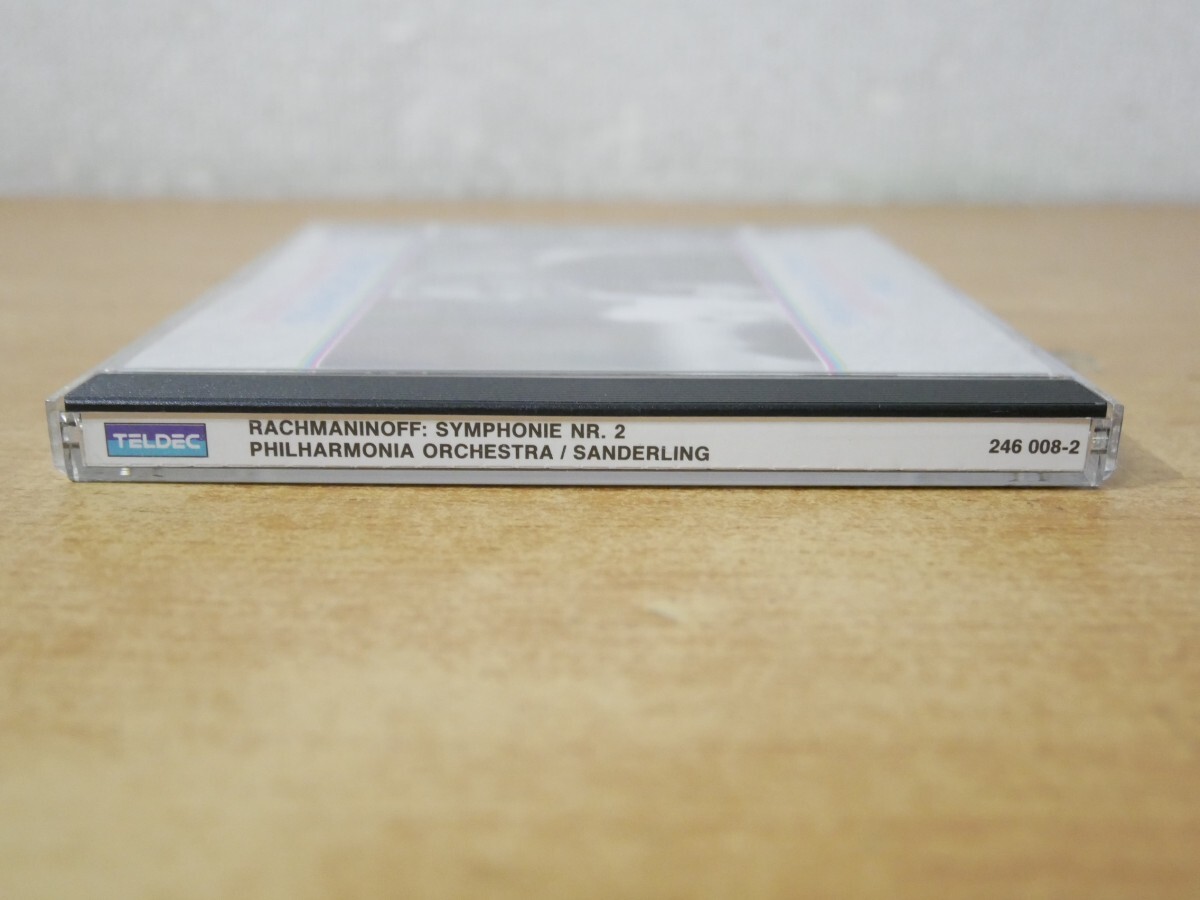 TELDEC
RACHMANINOFF: SYMPHONIE NR. 2
PHILHARMONIA ORCHESTRA / SANDERLING
246 008-2